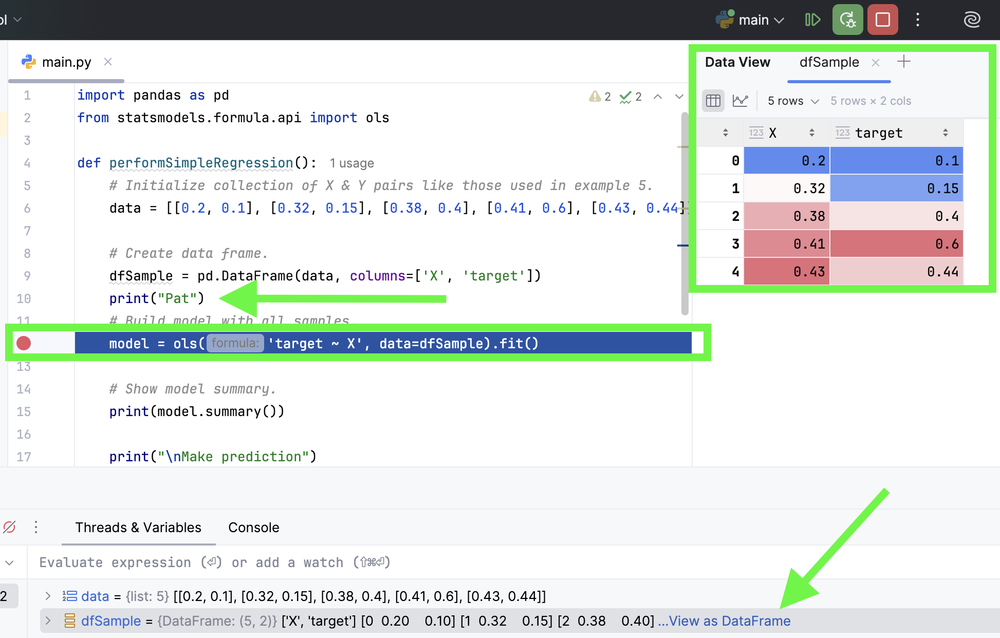 main
main.py
2 2
1 import pandas as pd
2 from statsmodels.formula.api import ols
3
4 def performSimpleRegression(): 1 usage
5 # Initialize collection of X & Y pairs like those used in example 5.
6 data = [[0.2, 0.1], [0.32, 0.15], [0.38, 0.4], [0.41, 0.6], [0.43, 0.44]]
7
8 # Create data frame.
9 dfSample = pd.DataFrame(data, columns=['X', 'target'])
10 print("Pat")
11 # Build model with all samples.
model = ols( formula: 'target ~ X', data=dfSample).fit()
13
14 # Show model summary.
15 print(model.summary())
16
17 print("\nMake prediction")
Data View dfSample
5 rows 5 rows × 2 cols
123 X 123 target
0 0.2 0.1
1 0.32 0.15
2 0.38 0.4
3 0.41 0.6
4 0.43 0.44
Threads & Variables Console
Evaluate expression (⏎) or add a watch (⇧⌘⏎)
2
data = {list: 5} [[0.2, 0.1], [0.32, 0.15], [0.38, 0.4], [0.41, 0.6], [0.43, 0.44]]
dfSample = {DataFrame: (5, 2)} ['X', 'target'] [0 0.20 0.10] [1 0.32 0.15] [2 0.38 0.40] ...View as DataFrame